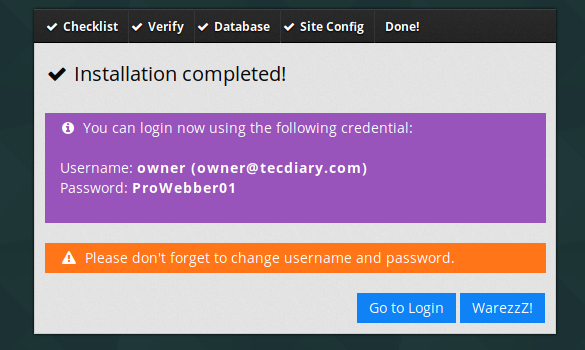 Checklist Verify Database Site Config Done!
Installation completed!
You can login now using the following credential:
Username: owner (owner@tecdiary.com)
Password: ProWebber01
Please don't forget to change username and password.
Go to Login WarezzZ!